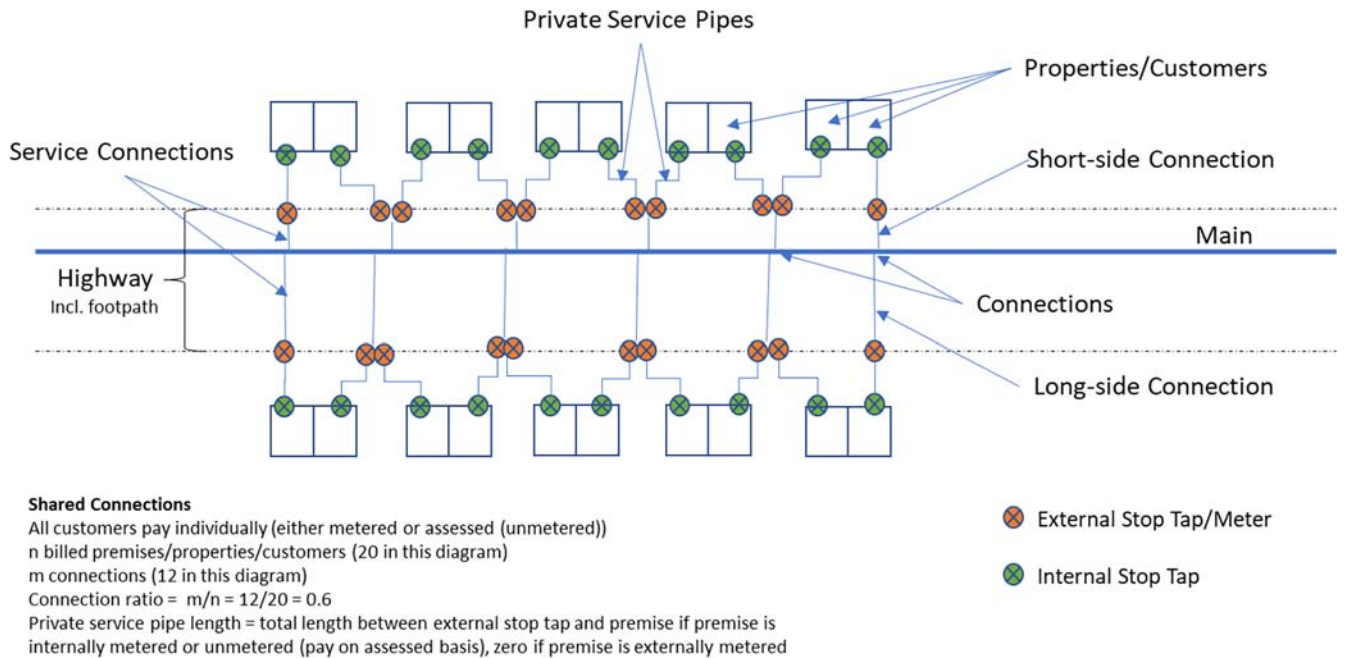 Private Service Pipes
Properties/Customers
Service Connections
Short-side Connection
Main
Highway
Incl. footpath
Connections
Long-side Connection
Shared Connections
All customers pay individually (either metered or assessed (unmetered))
n billed premises/properties/customers (20 in this diagram)
m connections (12 in this diagram)
Connection ratio = m/n = 12/20 = 0.6
Private service pipe length = total length between external stop tap and premise if premise is
internally metered or unmetered (pay on assessed basis), zero if premise is externally metered
External Stop Tap/Meter
Internal Stop Tap